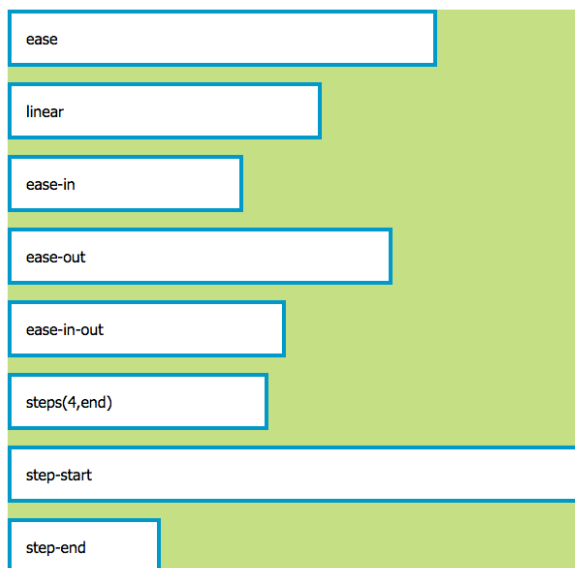 ease
linear
ease-in
ease-out
ease-in-out
steps(4,end)
step-start
step-end